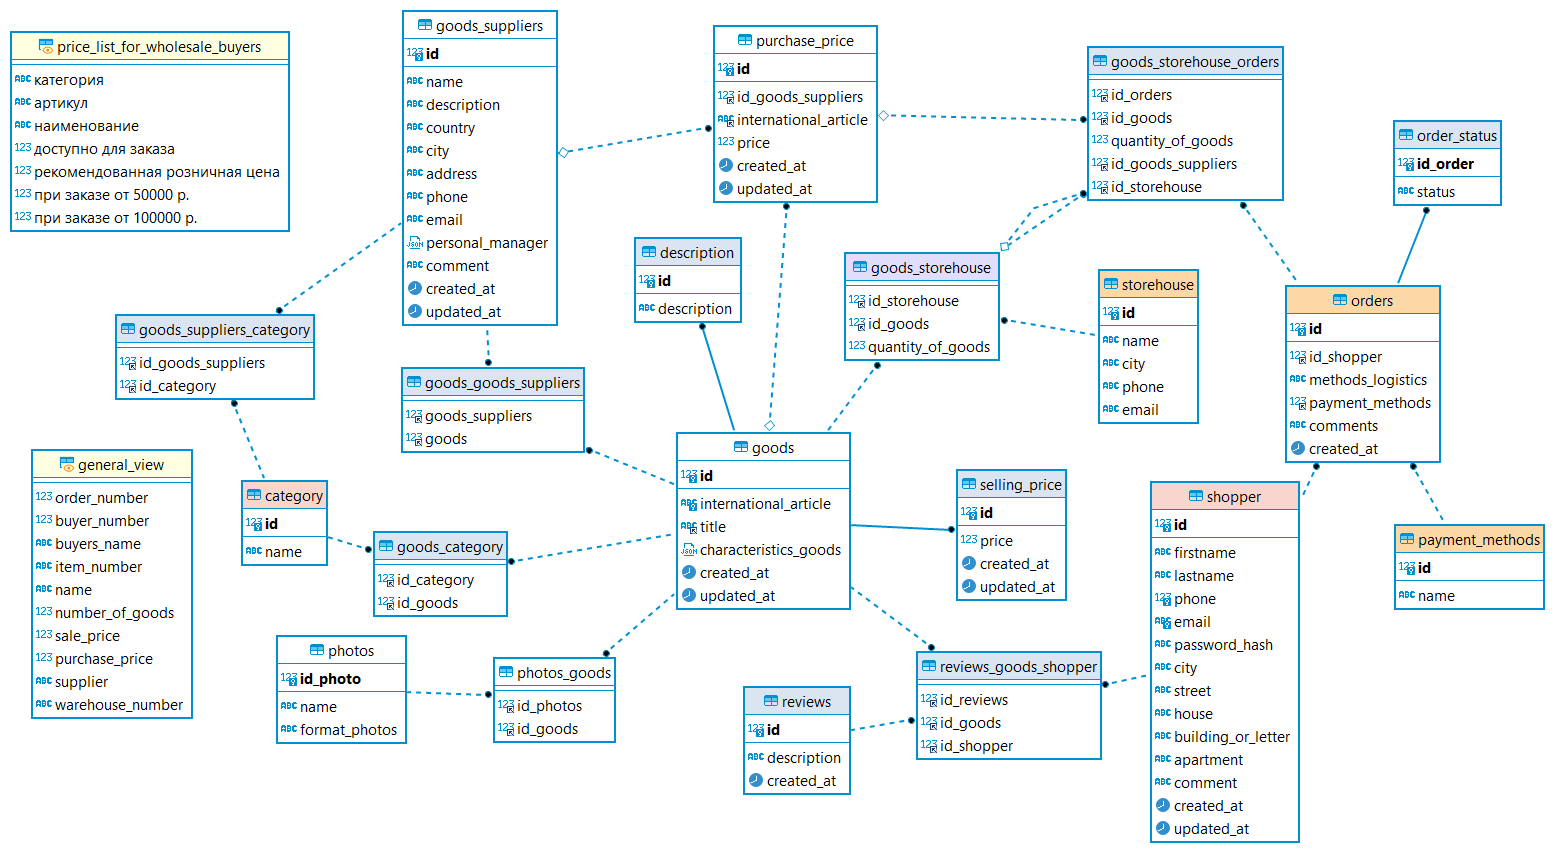 price_list_for_wholesale_buyers
категория
артикул
наименование
доступно для заказа
рекомендованная розничная цена
при заказе от 50000 р.
при заказе от 100000 р.
goods_suppliers
id
name
description
country
city
address
phone
email
personal_manager
comment
created_at
updated_at
purchase_price
id
id_goods_suppliers
international_article
price
created_at
updated_at
goods_storehouse_orders
id_orders
id_goods
quantity_of_goods
id_goods_suppliers
id_storehouse
order_status
id_order
status
description
id
description
goods_storehouse
id_storehouse
id_goods
quantity_of_goods
storehouse
id
name
city
phone
email
orders
id
id_shopper
methods_logistics
payment_methods
comments
created_at
goods_suppliers_category
id_goods_suppliers
id_category
goods_goods_suppliers
goods_suppliers
goods
general_view
order_number
buyer_number
buyers_name
item_number
name
number_of_goods
sale_price
purchase_price
supplier
warehouse_number
category
id
name
goods_category
id_category
id_goods
goods
id
international_article
title
characteristics_goods
created_at
updated_at
selling_price
id
price
created_at
updated_at
shopper
id
firstname
lastname
phone
email
password_hash
city
street
house
building_or_letter
apartment
comment
created_at
updated_at
payment_methods
id
name
photos
id_photo
name
format_photos
photos_goods
id_photos
id_goods
reviews
id
description
created_at
reviews_goods_shopper
id_reviews
id_goods
id_shopper